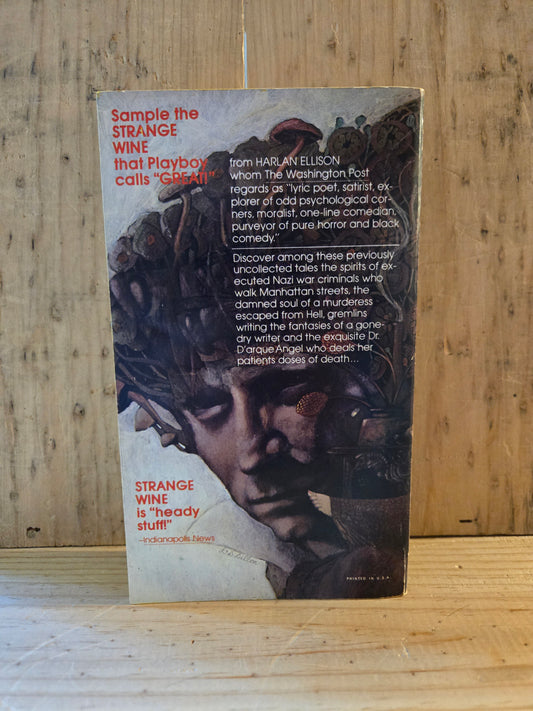 Sample the
STRANGE
WINE
that Playboy
calls "GREAT!"
from HARLAN ELLISON
whom The Washington Post
regards as "lyric poet, satirist, ex-
plorer of odd psychological cor-
ners, moralist, one-line comedian,
purveyor of pure horror and black
comedy."
Discover among these previously
uncollected tales the spirits of ex-
ecuted Nazi war criminals who
walk Manhattan streets, the
damned soul of a murderess
escaped from Hell, gremlins
writing the fantasies of a gone-
dry writer and the exquisite Dr.
D'arqueAngel who deals her
patients doses of death...
STRANGE
WINE
is "heady
stuff!"
—Indianapolis News
PRINTED IN U.S.A.